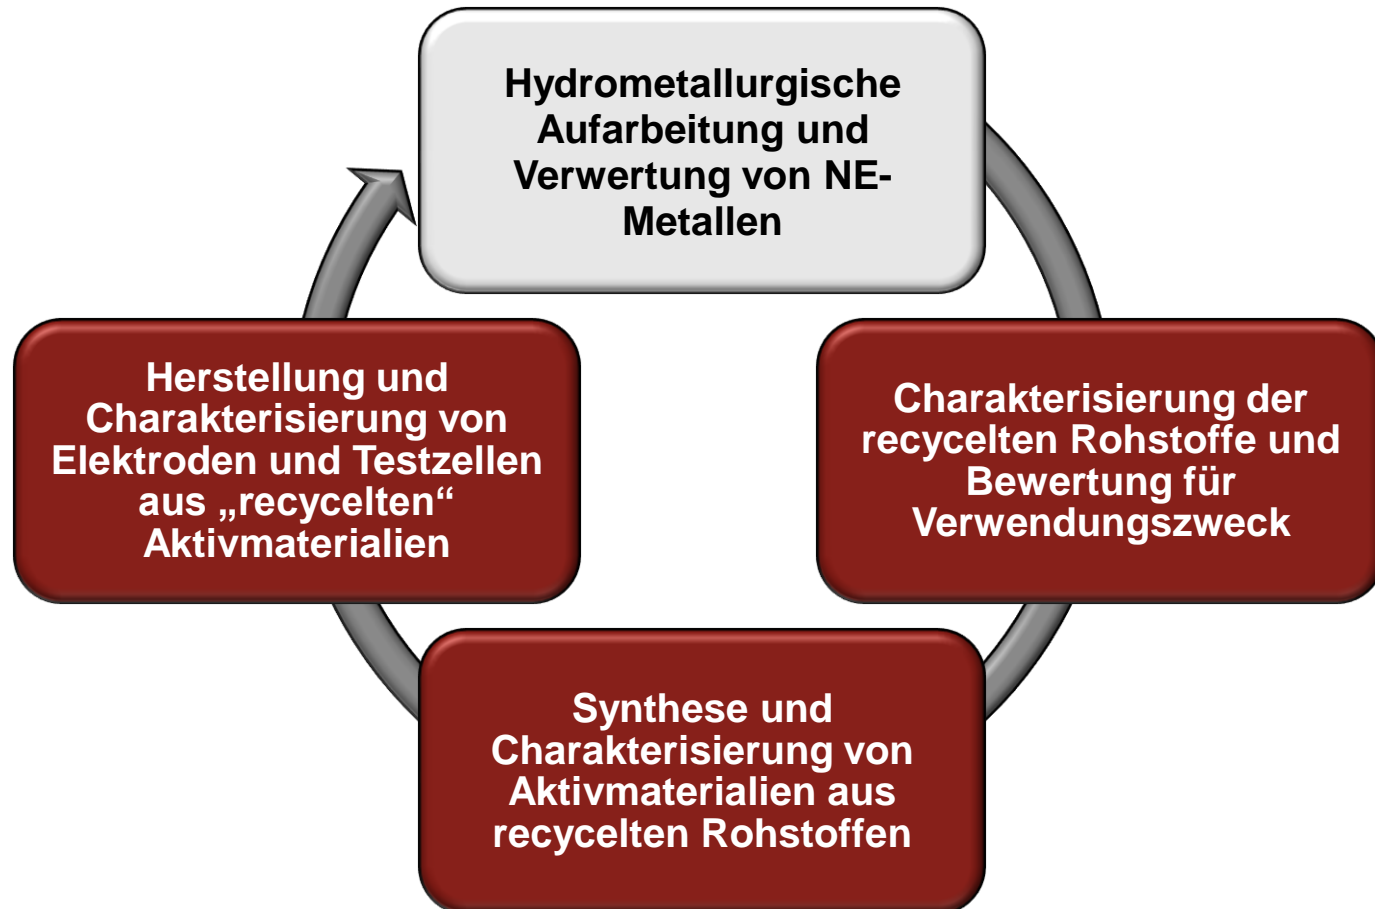 Hydrometallurgische
Aufarbeitung und
Verwertung von NE-
Metallen
Charakterisierung der
recycelten Rohstoffe und
Bewertung für
Verwendungszweck
Synthese und
Charakterisierung von
Aktivmaterialien aus
recycelten Rohstoffen
Herstellung und
Charakterisierung von
Elektroden und Testzellen
aus „recycelten“
Aktivmaterialien